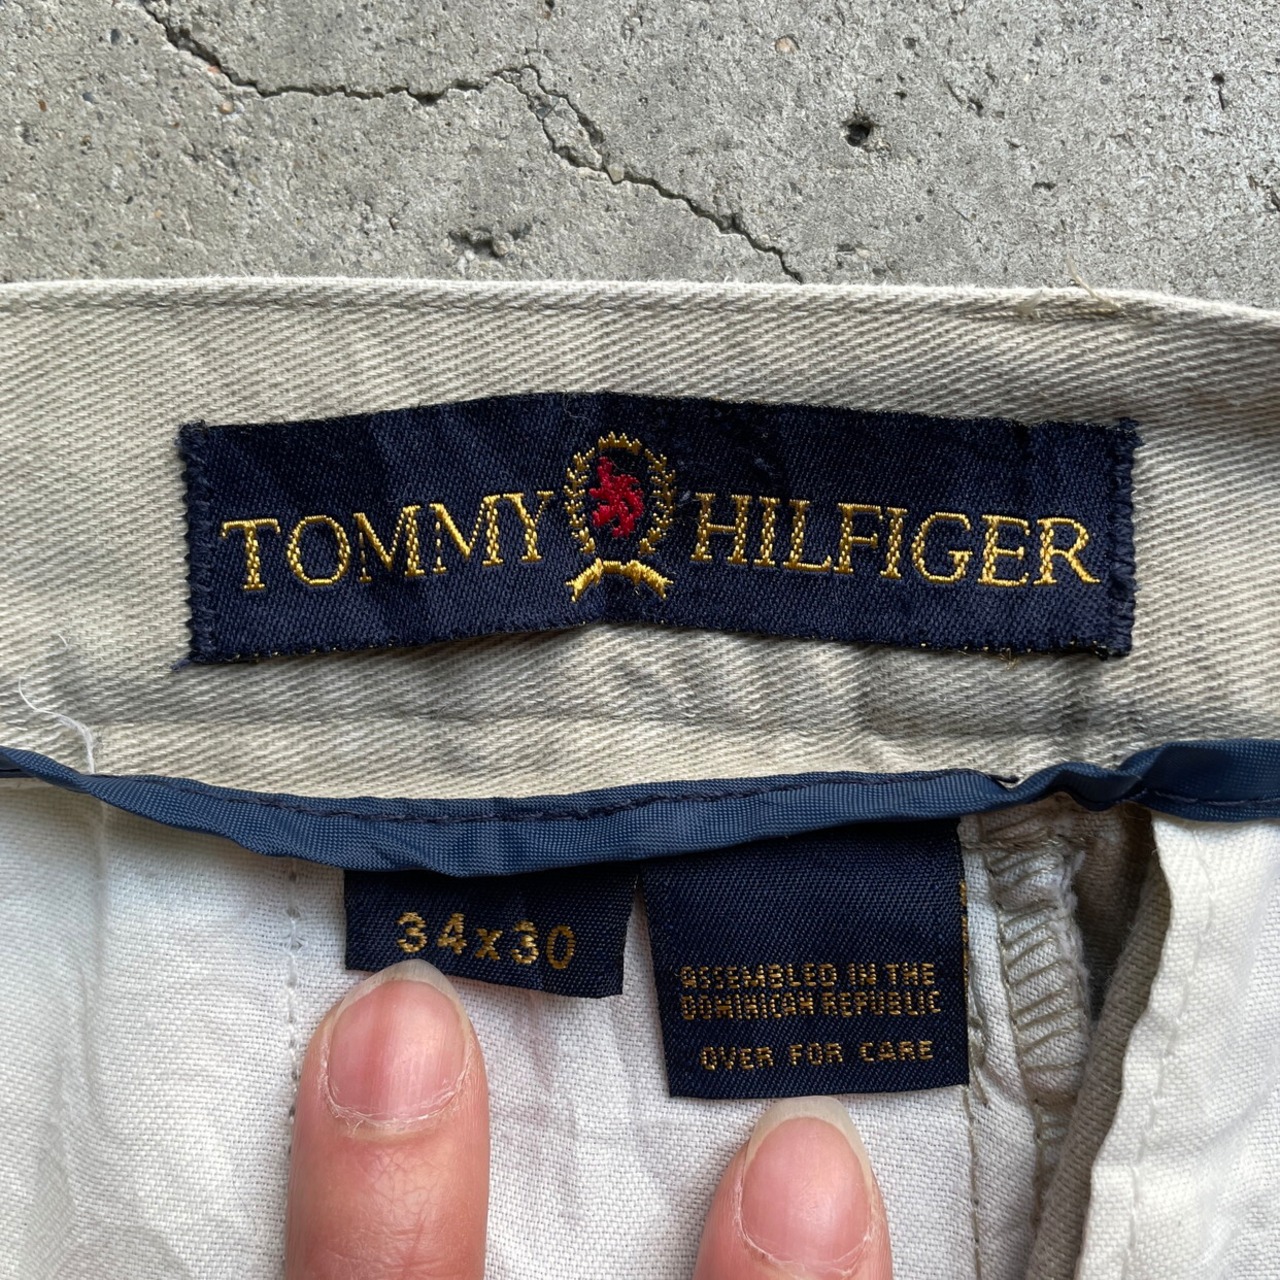 TOMMY HILFIGER
34x30
ASSEMBLED IN THE
DOMINICAN REPUBLIC
OVER FOR CARE